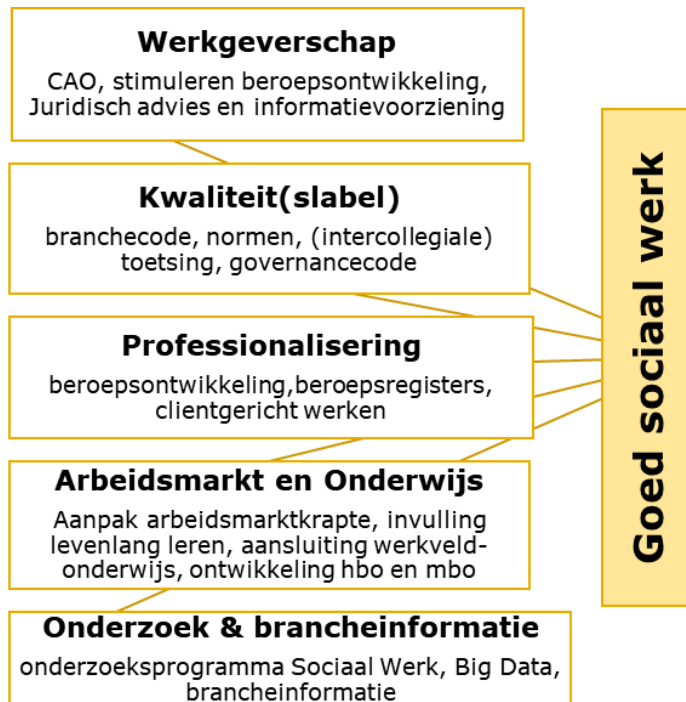 Werkgeverschap
CAO, stimuleren beroepsontwikkeling,
Juridisch advies en informatievoorziening
Kwaliteit(slabel)
branchecode, normen, (intercollegiale)
toetsing, governancecode
Professionalisering
beroepsontwikkeling,beroepsregisters,
clientgericht werken
Arbeidsmarkt en Onderwijs
Aanpak arbeidsmarktkrapte, invulling
levenlang leren, aansluiting werkveld-
onderwijs, ontwikkeling hbo en mbo
Onderzoek & brancheinformatie
onderzoeksprogramma Sociaal Werk, Big Data,
brancheinformatie
Goed sociaal werk